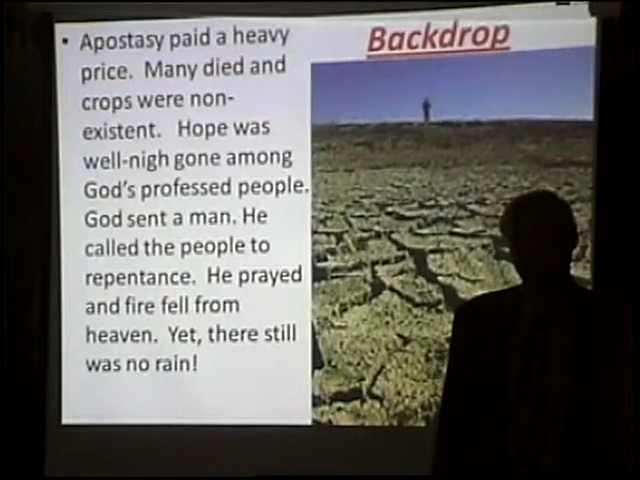 Backdrop
• Apostasy paid a heavy
price. Many died and
crops were non-
existent. Hope was
well-nigh gone among
God's professed people.
God sent a man. He
called the people to
repentance. He prayed
and fire fell from
heaven. Yet, there still
was no rain!